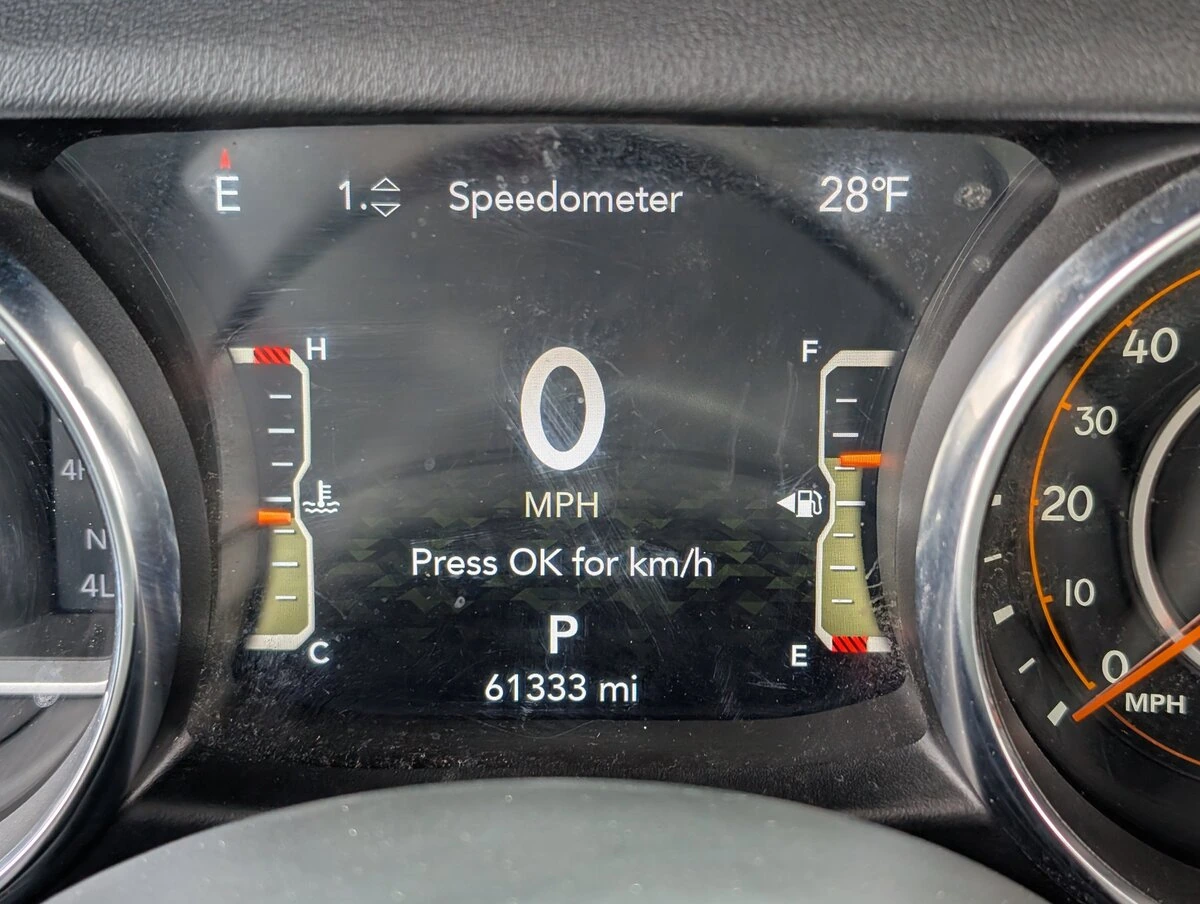 E 1. Speedometer 28°F
H
F
0
MPH
Press OK for km/h
P
C
E
61333 mi
N
4L
40
30
20
10
0
MPH